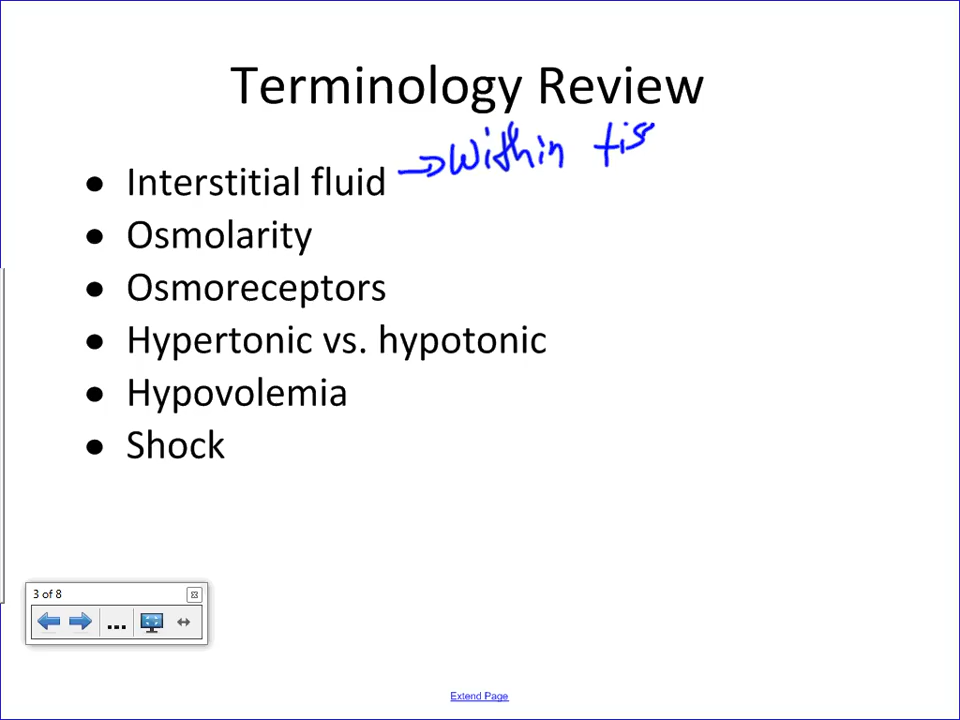 Terminology Review
→ within tis
• Interstitial fluid
• Osmolarity
• Osmoreceptors
• Hypertonic vs. hypotonic
• Hypovolemia
• Shock
3 of 8
...
Extend Page